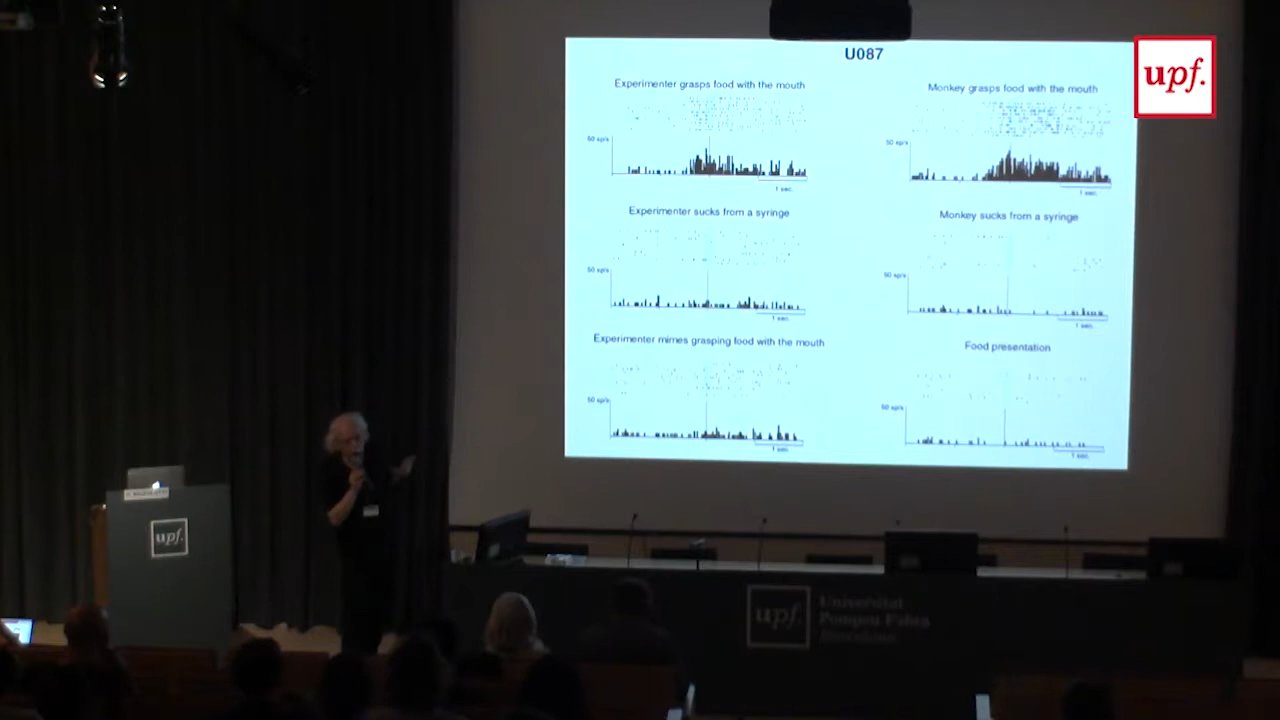 U087
upf.
Experimenter grasps food with the mouth
Monkey grasps food with the mouth
50 sp/s
50 sp/s
1 sec.
1 sec.
Experimenter sucks from a syringe
Monkey sucks from a syringe
50 sp/s
50 sp/s
1 sec.
1 sec.
Experimenter mimes grasping food with the mouth
Food presentation
50 sp/s
50 sp/s
1 sec.
1 sec.
upf.
upf.
Universitat
Pompeu Fabra
Barcelona